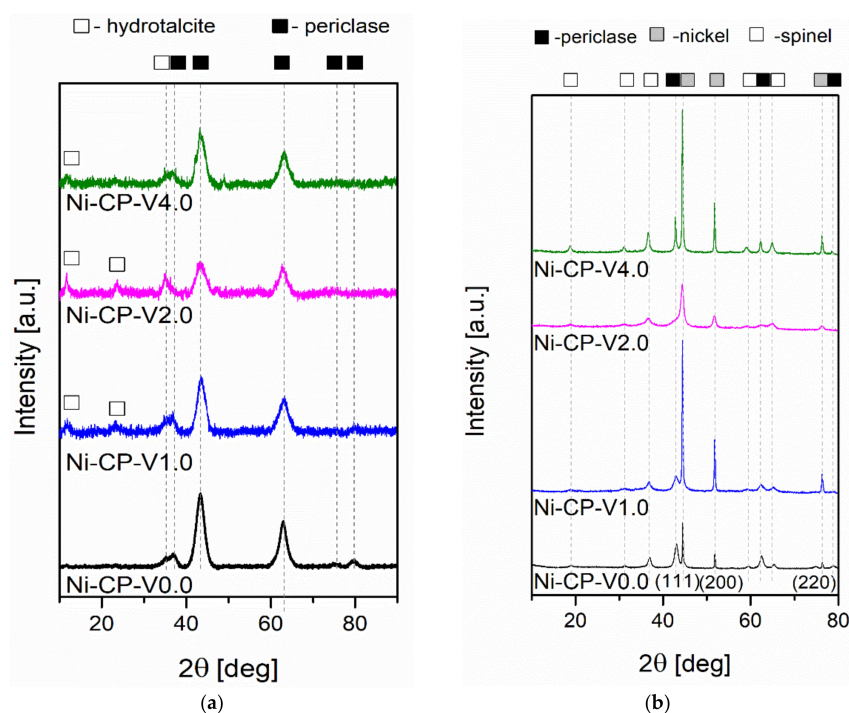 - hydrotalcite - periclase
Ni-CP-V4.0
Ni-CP-V2.0
Ni-CP-V1.0
Ni-CP-V0.0
Intensity [a.u.]
20 40 60 80
2θ [deg]
(a)
-periclase -nickel -spinel
Ni-CP-V4.0
Ni-CP-V2.0
Ni-CP-V1.0
Ni-CP-V0.0 (111) (200) (220)
Intensity [a.u.]
20 40 60 80
2θ [deg]
(b)